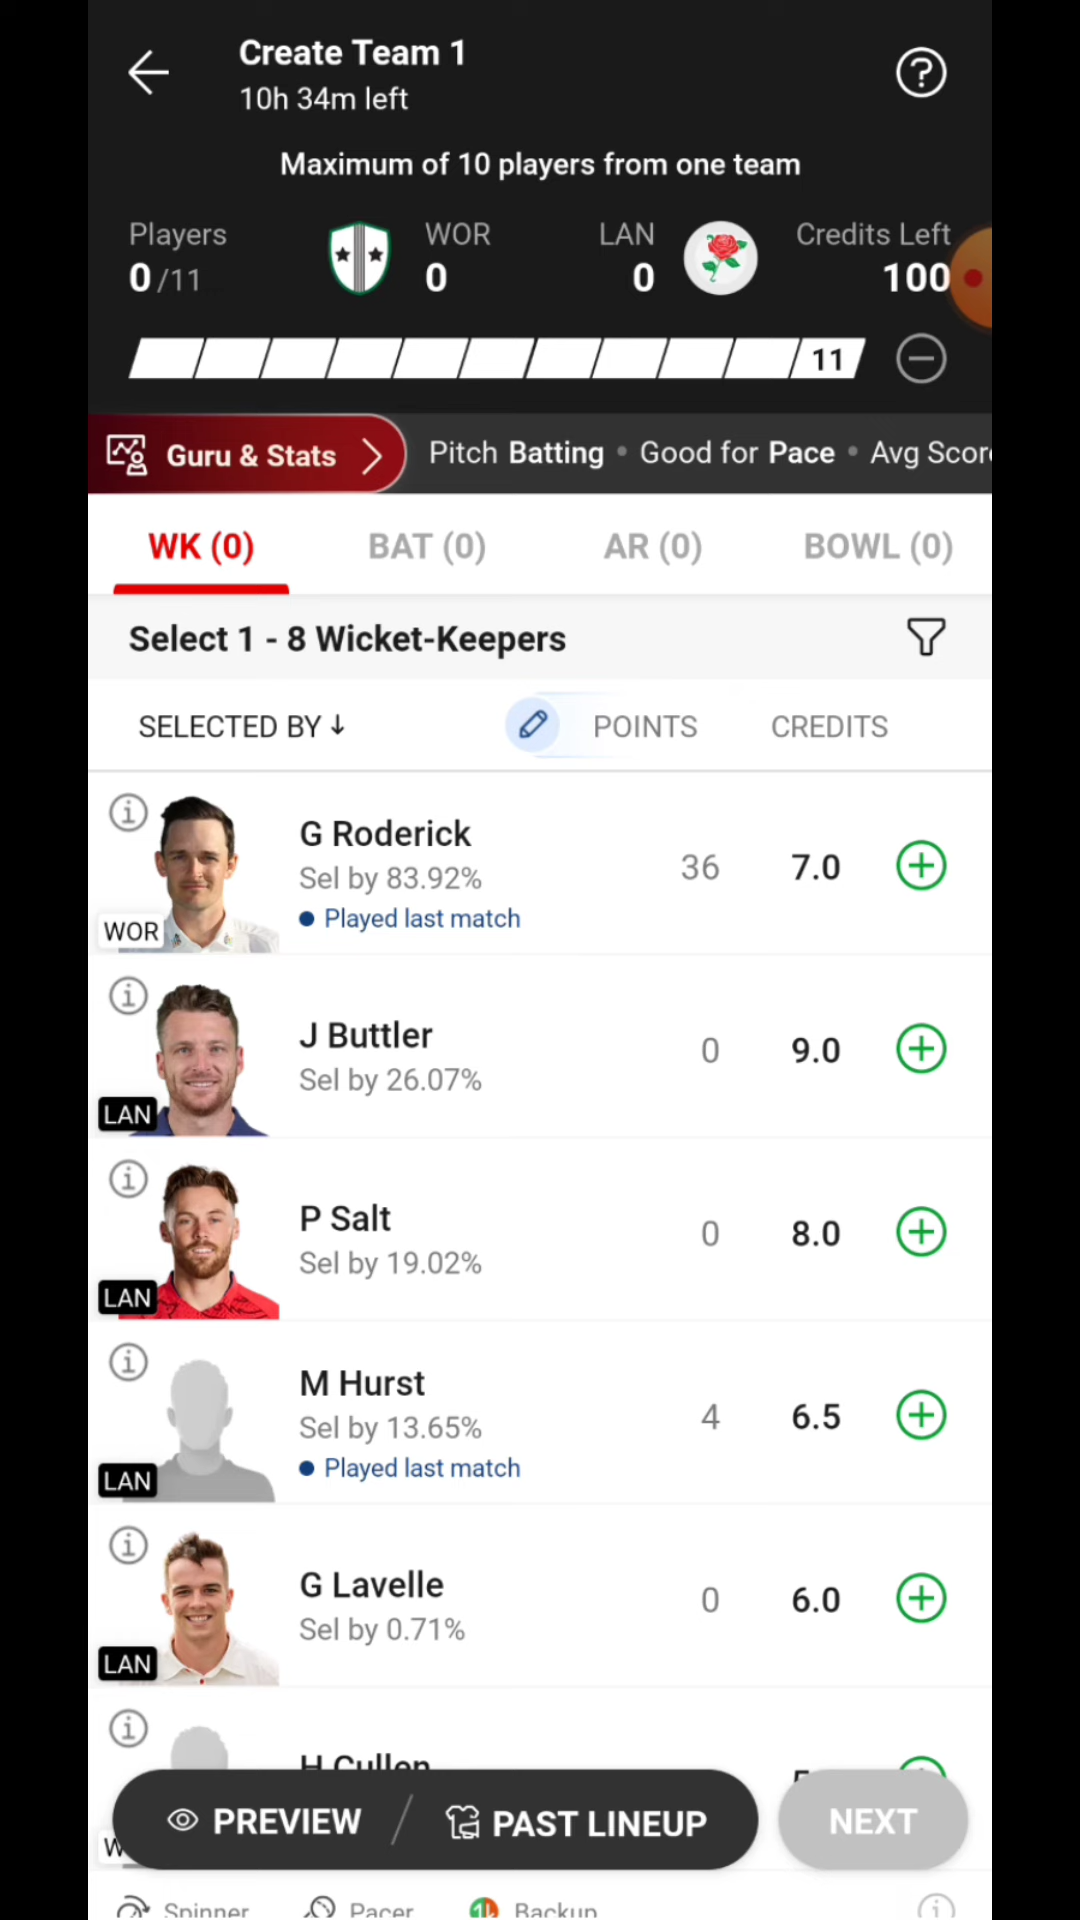 Create Team 1
10h 34m left
Maximum of 10 players from one team
Players WOR LAN Credits Left
0/11 0 0 100
11
Guru & Stats Pitch Batting • Good for Pace • Avg Scor
WK (0) BAT (0) AR (0) BOWL (0)
Select 1 - 8 Wicket-Keepers
SELECTED BY ↓ POINTS CREDITS
G Roderick
Sel by 83.92% 36 7.0
Played last match
WOR
J Buttler
Sel by 26.07% 0 9.0
LAN
P Salt
Sel by 19.02% 0 8.0
LAN
M Hurst
Sel by 13.65% 4 6.5
Played last match
LAN
G Lavelle
Sel by 0.71% 0 6.0
LAN
H Cullen
PREVIEW / PAST LINEUP NEXT
Spinner Pacer Backup